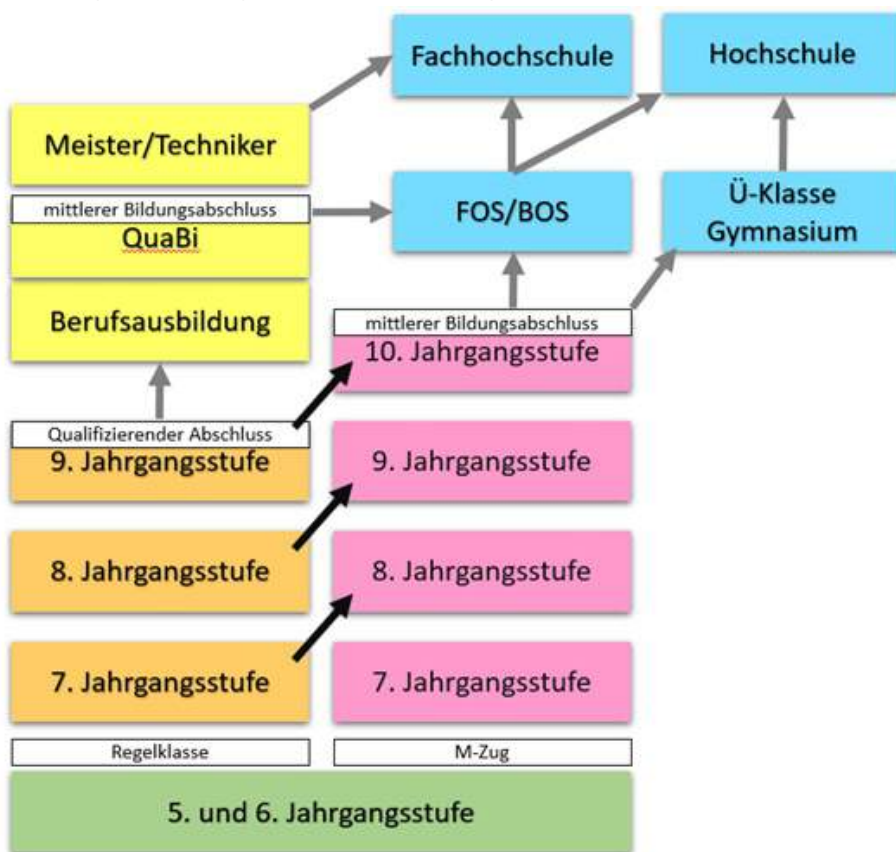 Fachhochschule
Hochschule
Meister/Techniker
mittlerer Bildungsabschluss
QuaBi
FOS/BOS
Ü-Klasse
Gymnasium
Berufsausbildung
mittlerer Bildungsabschluss
10. Jahrgangsstufe
Qualifizierender Abschluss
9. Jahrgangsstufe
9. Jahrgangsstufe
8. Jahrgangsstufe
8. Jahrgangsstufe
7. Jahrgangsstufe
7. Jahrgangsstufe
Regelklasse
M-Zug
5. und 6. Jahrgangsstufe